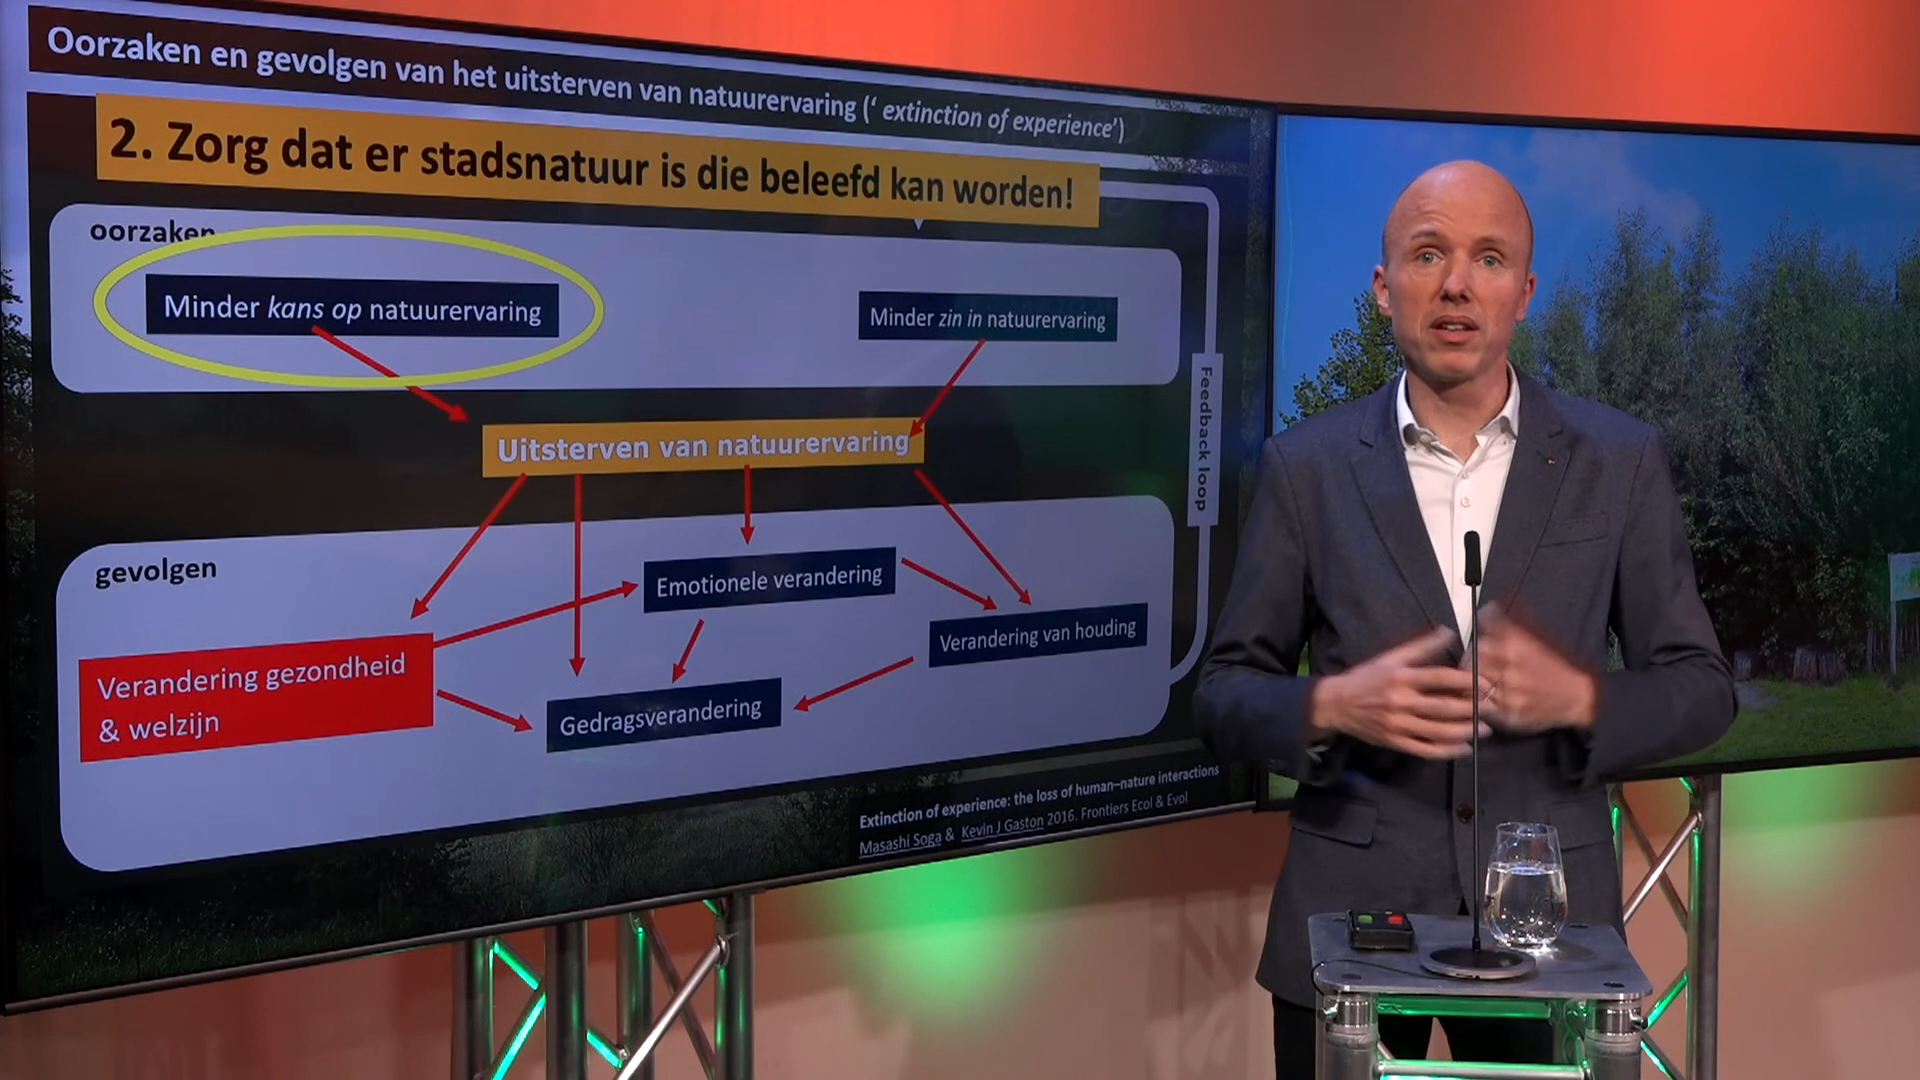 Oorzaken en gevolgen van het uitsterven van natuurervaring (‘ extinction of experience’)
2. Zorg dat er stadsnatuur is die beleefd kan worden!
oorzaken
Minder kans op natuurervaring
Minder zin in natuurervaring
Feedback loop
Uitsterven van natuurervaring
gevolgen
Emotionele verandering
Verandering van houding
Verandering gezondheid
& welzijn
Gedragsverandering
Extinction of experience: the loss of human–nature interactions
Masashi Soga & Kevin J Gaston 2016. Frontiers Ecol & Evol